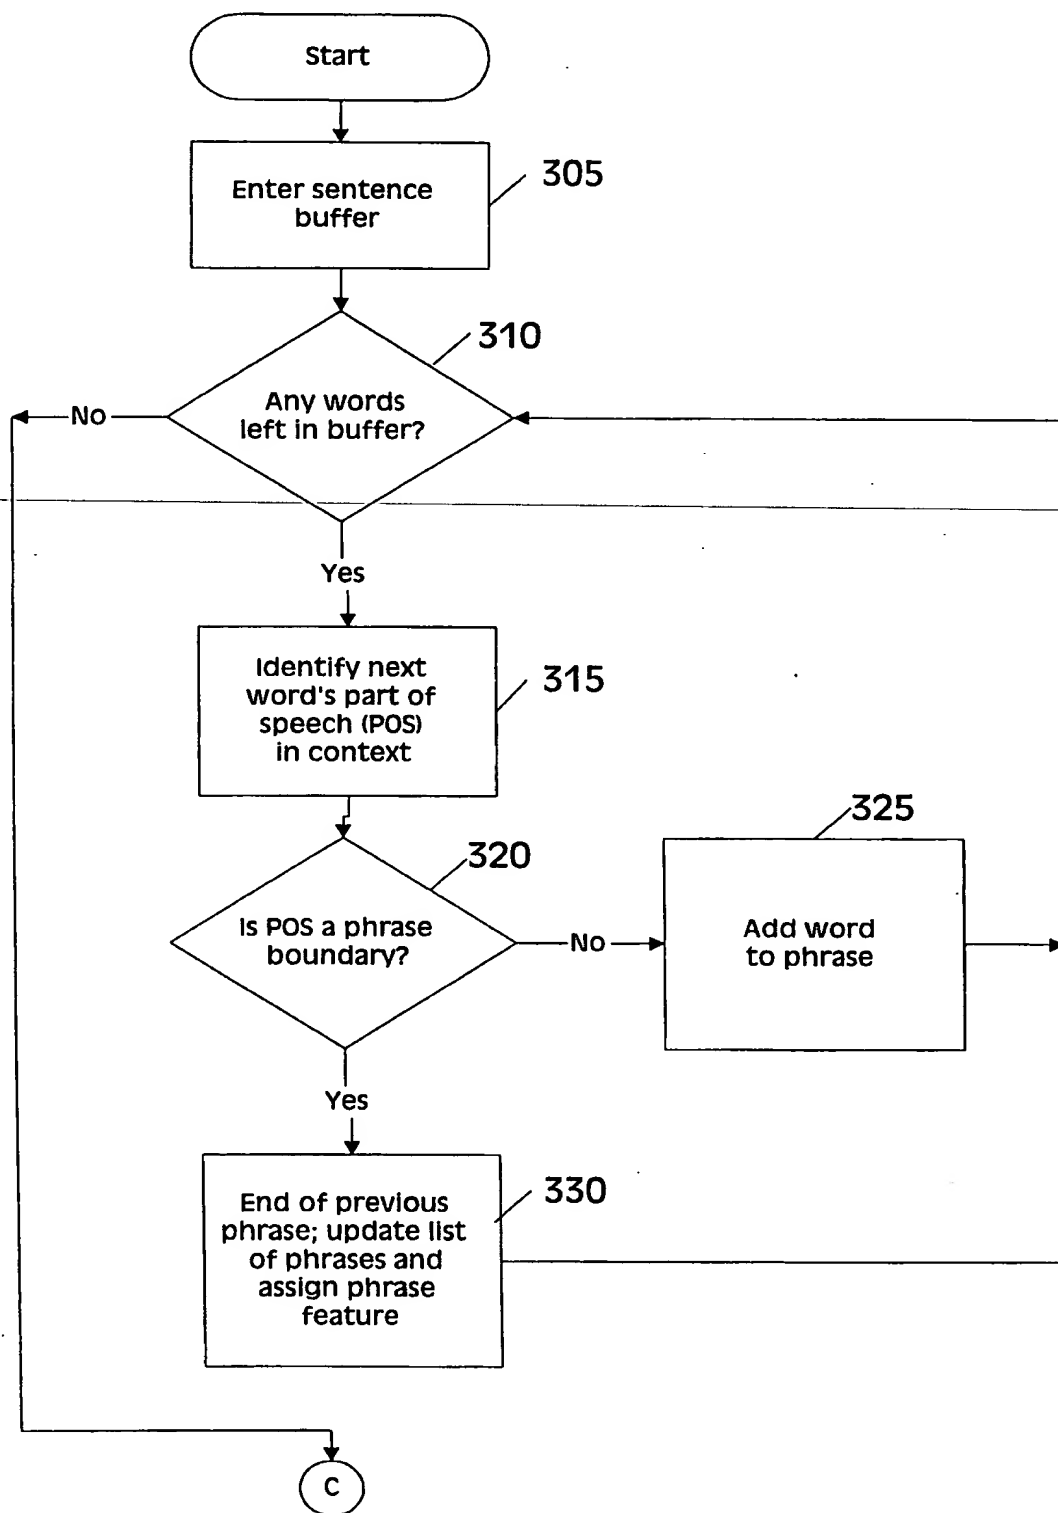 Start
Enter sentence
buffer
305
310
Any words
left in buffer?
No
Yes
Identify next
word's part of
speech (POS)
in context
315
320
Is POS a phrase
boundary?
No
325
Add word
to phrase
Yes
End of previous
phrase; update list
of phrases and
assign phrase
feature
330
C